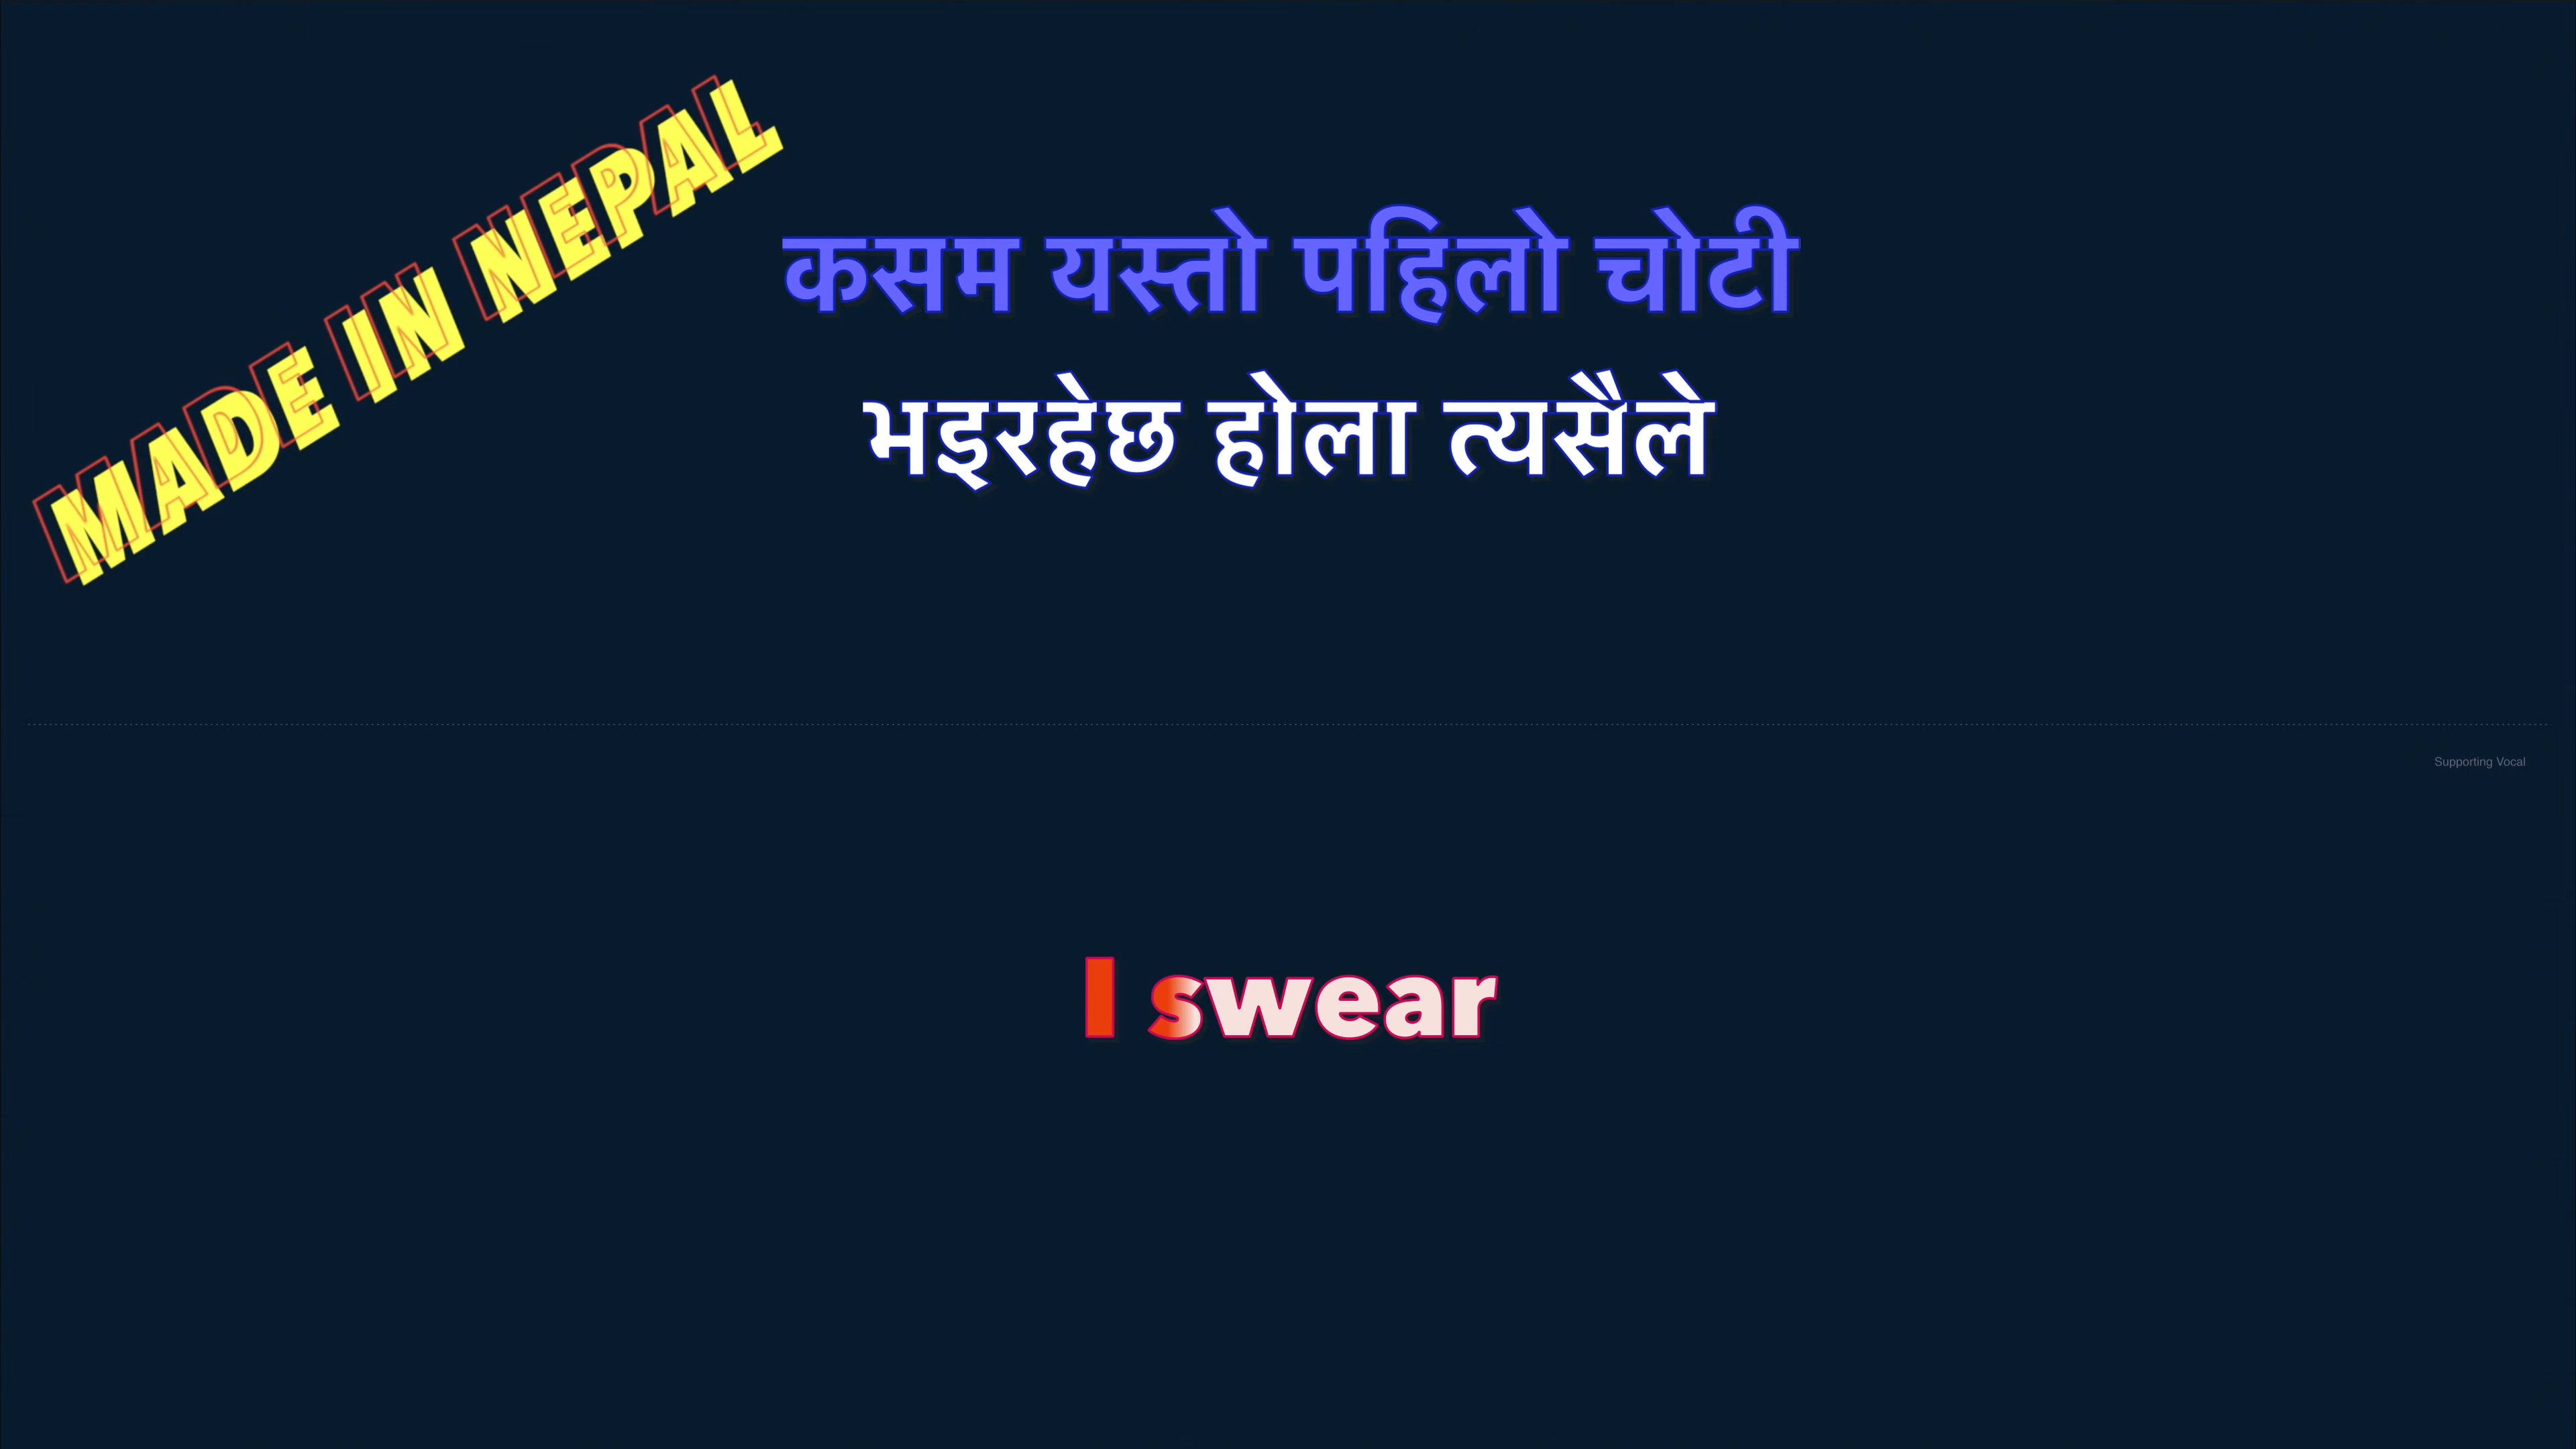 MADE IN NEPAL
कसम यस्तो पहिलो चोटी
भइरहेछ होला त्यसैले
Supporting Vocal
I swear